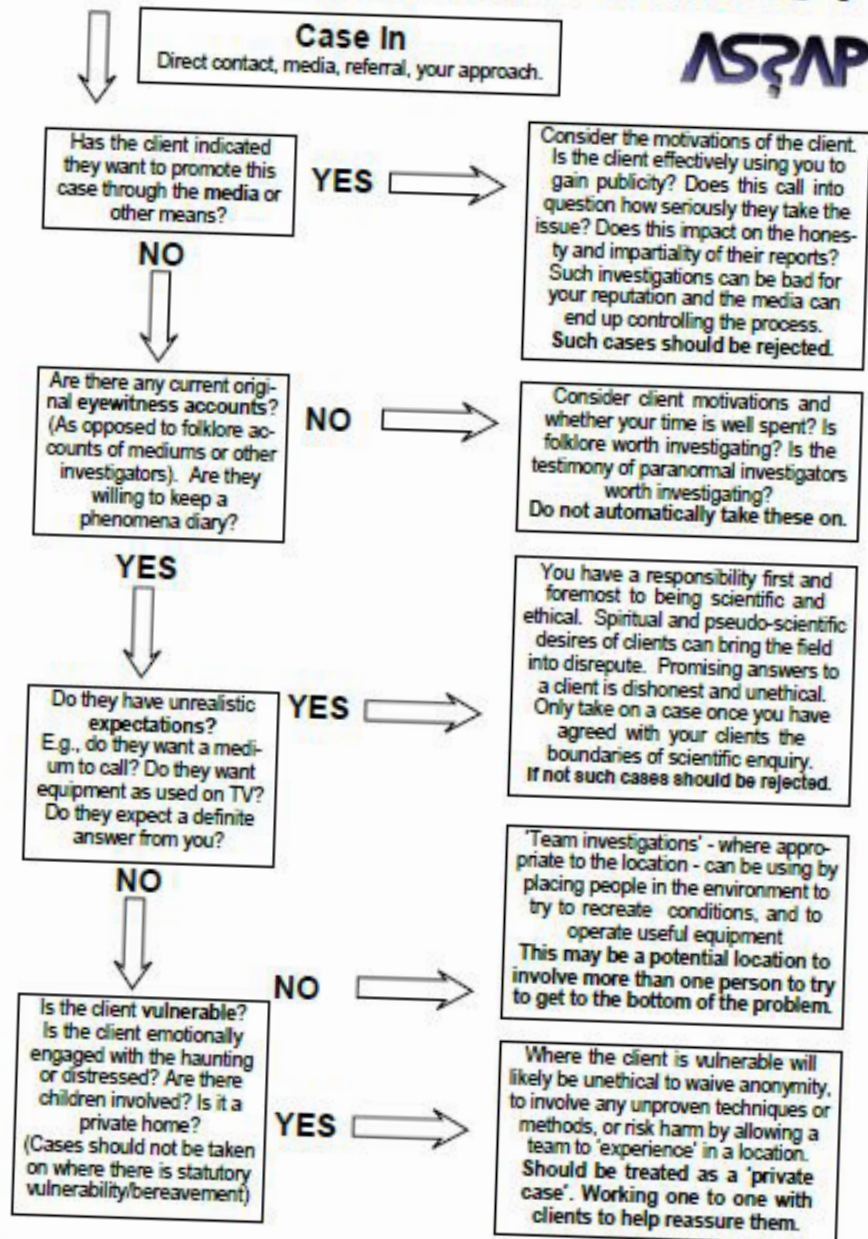 Case In
Direct contact, media, referral, your approach.
ASSAP
Has the client indicated
they want to promote this
case through the media or
other means?
YES
Consider the motivations of the client.
Is the client effectively using you to
gain publicity? Does this call into
question how seriously they take the
issue? Does this impact on the hones-
ty and impartiality of their reports?
Such investigations can be bad for
your reputation and the media can
end up controlling the process.
Such cases should be rejected.
NO
Are there any current origi-
nal eyewitness accounts?
(As opposed to folklore ac-
counts of mediums or other
investigators). Are they
willing to keep a
phenomena diary?
NO
Consider client motivations and
whether your time is well spent? Is
folklore worth investigating? Is the
testimony of paranormal investigators
worth investigating?
Do not automatically take these on.
YES
Do they have unrealistic
expectations?
E.g., do they want a medi-
um to call? Do they want
equipment as used on TV?
Do they expect a definite
answer from you?
YES
You have a responsibility first and
foremost to being scientific and
ethical. Spiritual and pseudo-scientific
desires of clients can bring the field
into disrepute. Promising answers to
a client is dishonest and unethical.
Only take on a case once you have
agreed with your clients the
boundaries of scientific enquiry.
If not such cases should be rejected.
NO
Is the client vulnerable?
Is the client emotionally
engaged with the haunting
or distressed? Are there
children involved? Is it a
private home?
(Cases should not be taken
on where there is statutory
vulnerability/bereavement)
NO
'Team investigations' - where appro-
priate to the location - can be using by
placing people in the environment to
try to recreate conditions, and to
operate useful equipment
This may be a potential location to
involve more than one person to try
to get to the bottom of the problem.
YES
Where the client is vulnerable will
likely be unethical to waive anonymity,
to involve any unproven techniques or
methods, or risk harm by allowing a
team to 'experience' in a location.
Should be treated as a 'private
case'. Working one to one with
clients to help reassure them.